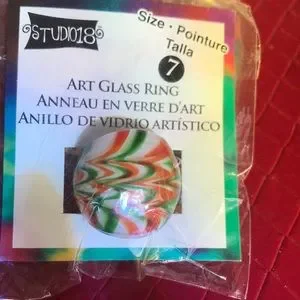 STUDIO18
Size · Pointure
Talla
7
ART GLASS RING
ANNEAU EN VERRE D'ART
ANILLO DE VIDRIO ARTÍSTICO